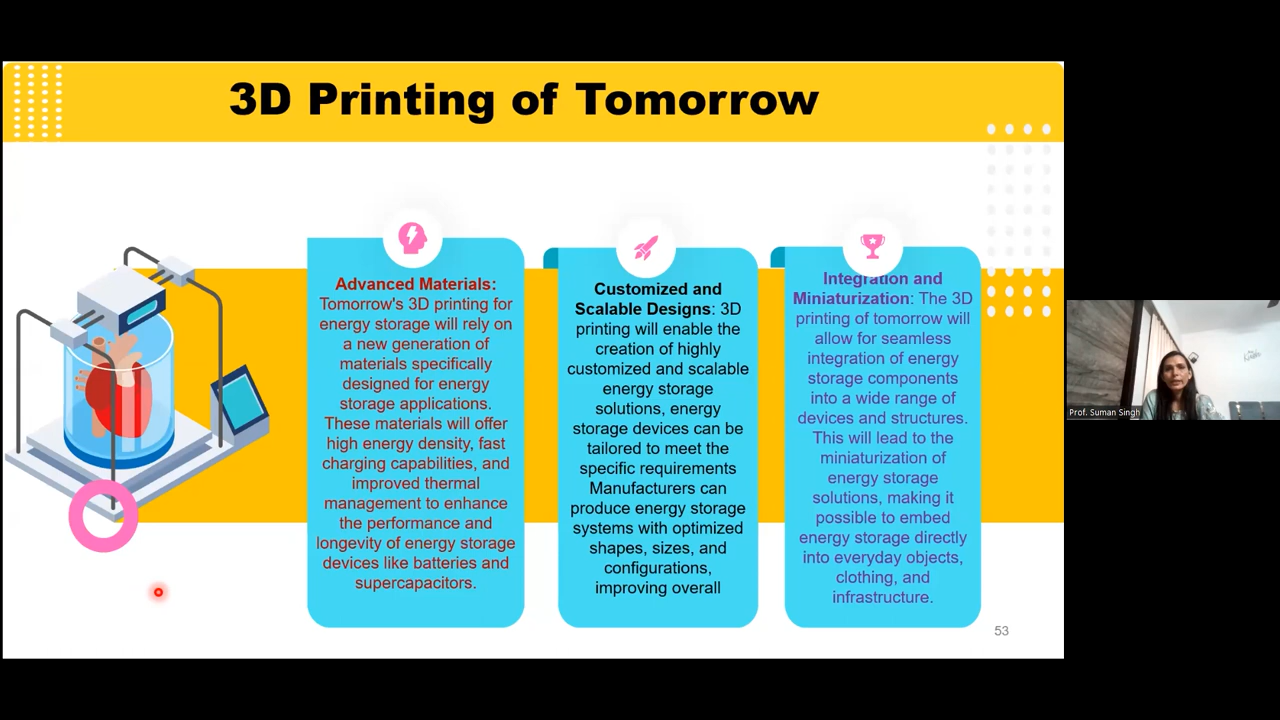 3D Printing of Tomorrow
Advanced Materials:
Tomorrow's 3D printing for
energy storage will rely on
a new generation of
materials specifically
designed for energy
storage applications.
These materials will offer
high energy density, fast
charging capabilities, and
improved thermal
management to enhance
the performance and
longevity of energy storage
devices like batteries and
supercapacitors.
Customized and
Scalable Designs: 3D
printing will enable the
creation of highly
customized and scalable
energy storage
solutions, energy
storage devices can be
tailored to meet the
specific requirements
Manufacturers can
produce energy storage
systems with optimized
shapes, sizes, and
configurations,
improving overall
Integration and
Miniaturization: The 3D
printing of tomorrow will
allow for seamless
integration of energy
storage components
into a wide range of
devices and structures.
This will lead to the
miniaturization of
energy storage
solutions, making it
possible to embed
energy storage directly
into everyday objects,
clothing, and
infrastructure.
53
Prof. Suman Singh